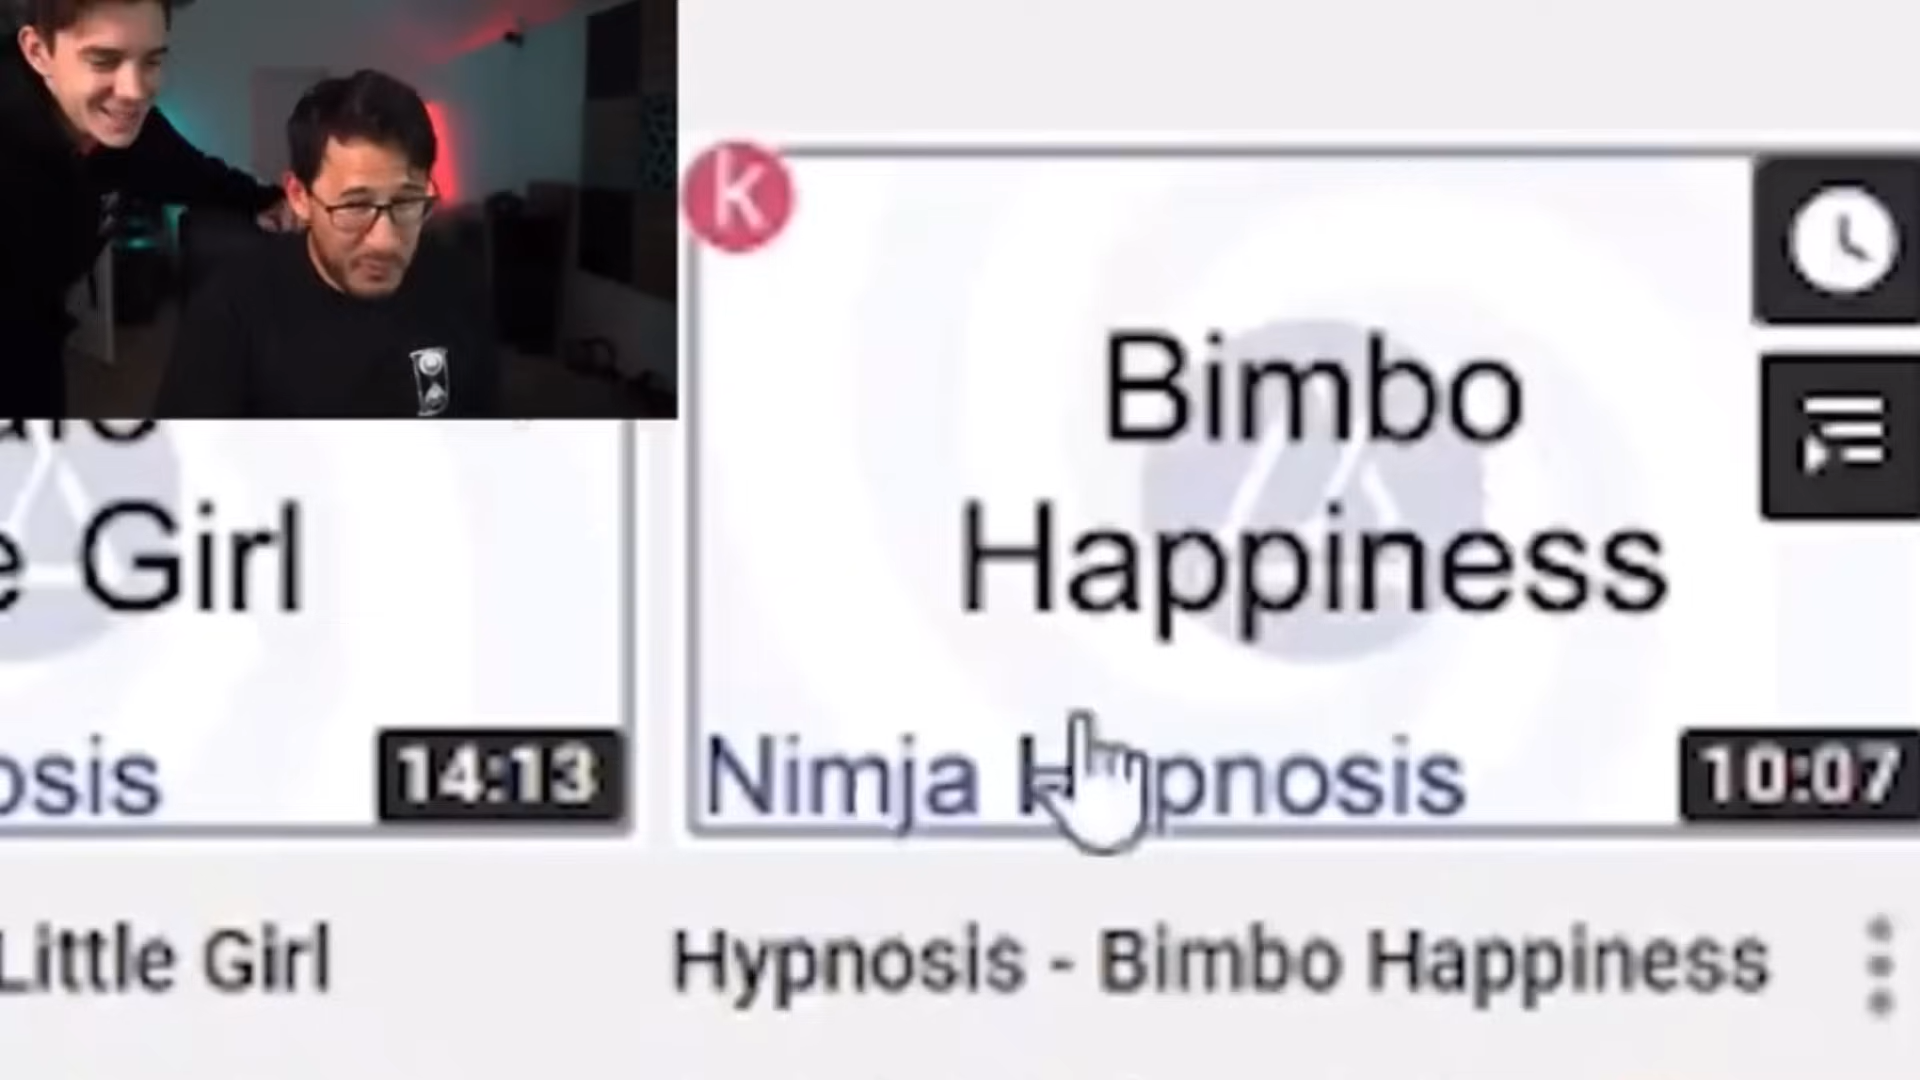 k
Bimbo
Happiness
Girl
Nimja Hypnosis
osis
14:13
10:07
Little Girl
Hypnosis - Bimbo Happiness